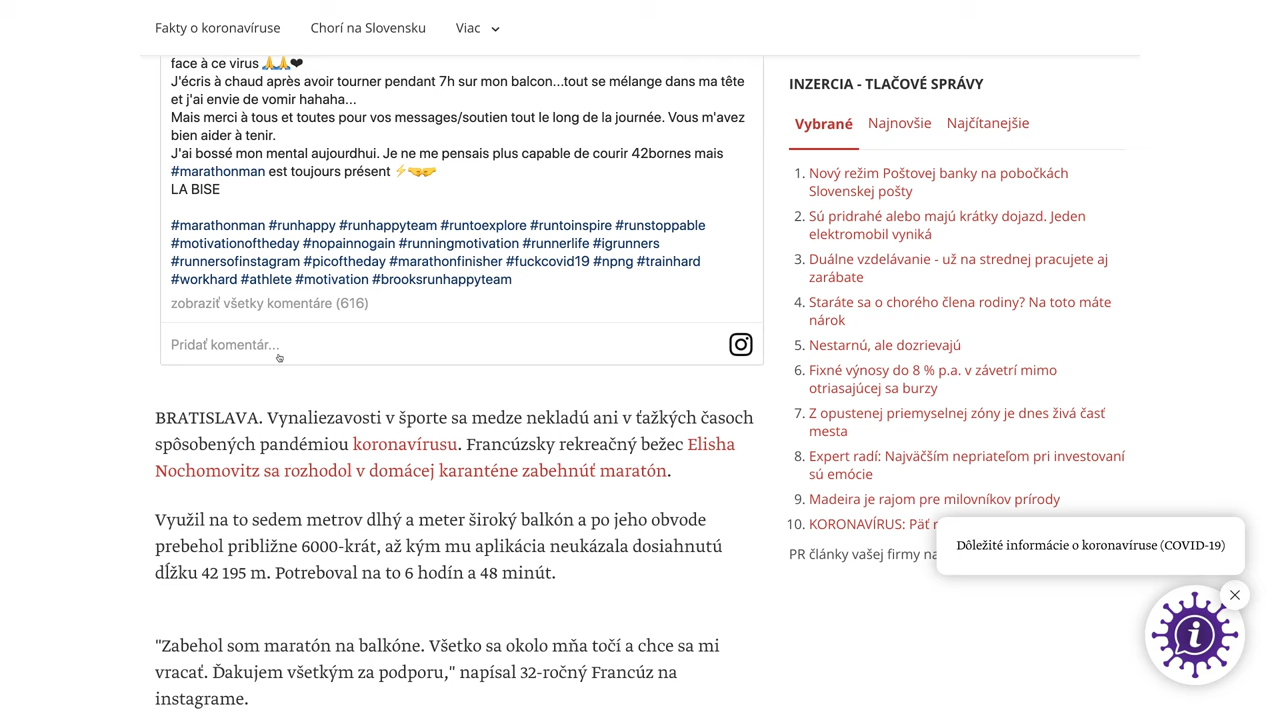 Fakty o koronavíruse Chorí na Slovensku Viac
face à ce virus 🙏🙏❤
J'écris à chaud après avoir tourner pendant 7h sur mon balcon...tout se mélange dans ma tête
et j'ai envie de vomir hahaha...
Mais merci à tous et toutes pour vos messages/soutien tout le long de la journée. Vous m'avez
bien aider à tenir.
J'ai bossé mon mental aujourdhui. Je ne me pensais plus capable de courir 42bornes mais
#marathonman est toujours présent ⚡🤜🤛
LA BISE
#marathonman #runhappy #runhappyteam #runtoexplore #runtoinspire #runstoppable
#motivationoftheday #nopainnogain #runningmotivation #runnerlife #igrunners
#runnersofinstagram #picoftheday #marathonfinisher #fuckcovid19 #npng #trainhard
#workhard #athlete #motivation #brooksrunhappyteam
zobraziť všetky komentáre (616)
Pridať komentár...
BRATISLAVA. Vynaliezavosti v športe sa medze nekladú ani v ťažkých časoch
spôsobených pandémiou koronavírusu. Francúzsky rekreačný bežec Elisha
Nochomovitz sa rozhodol v domácej karanténe zabehnúť maratón.
Využil na to sedem metrov dlhý a meter široký balkón a po jeho obvode
prebehol približne 6000-krát, až kým mu aplikácia neukázala dosiahnutú
dĺžku 42 195 m. Potreboval na to 6 hodín a 48 minút.
"Zabehol som maratón na balkóne. Všetko sa okolo mňa točí a chce sa mi
vracať. Ďakujem všetkým za podporu," napísal 32-ročný Francúz na
instagrame.
INZERCIA - TLAČOVÉ SPRÁVY
Vybrané Najnovšie Najčítanejšie
1. Nový režim Poštovej banky na pobočkách
Slovenskej pošty
2. Sú pridrahé alebo majú krátky dojazd. Jeden
elektromobil vyniká
3. Duálne vzdelávanie - už na strednej pracujete aj
zarábate
4. Staráte sa o chorého člena rodiny? Na toto máte
nárok
5. Nestarnú, ale dozrievajú
6. Fixné výnosy do 8 % p.a. v závetrí mimo
otriasajúcej sa burzy
7. Z opustenej priemyselnej zóny je dnes živá časť
mesta
8. Expert radí: Najväčším nepriateľom pri investovaní
sú emócie
9. Madeira je rajom pre milovníkov prírody
10. KORONAVÍRUS: Päť
PR články vašej firmy
Dôležité informácie o koronavíruse (COVID-19)